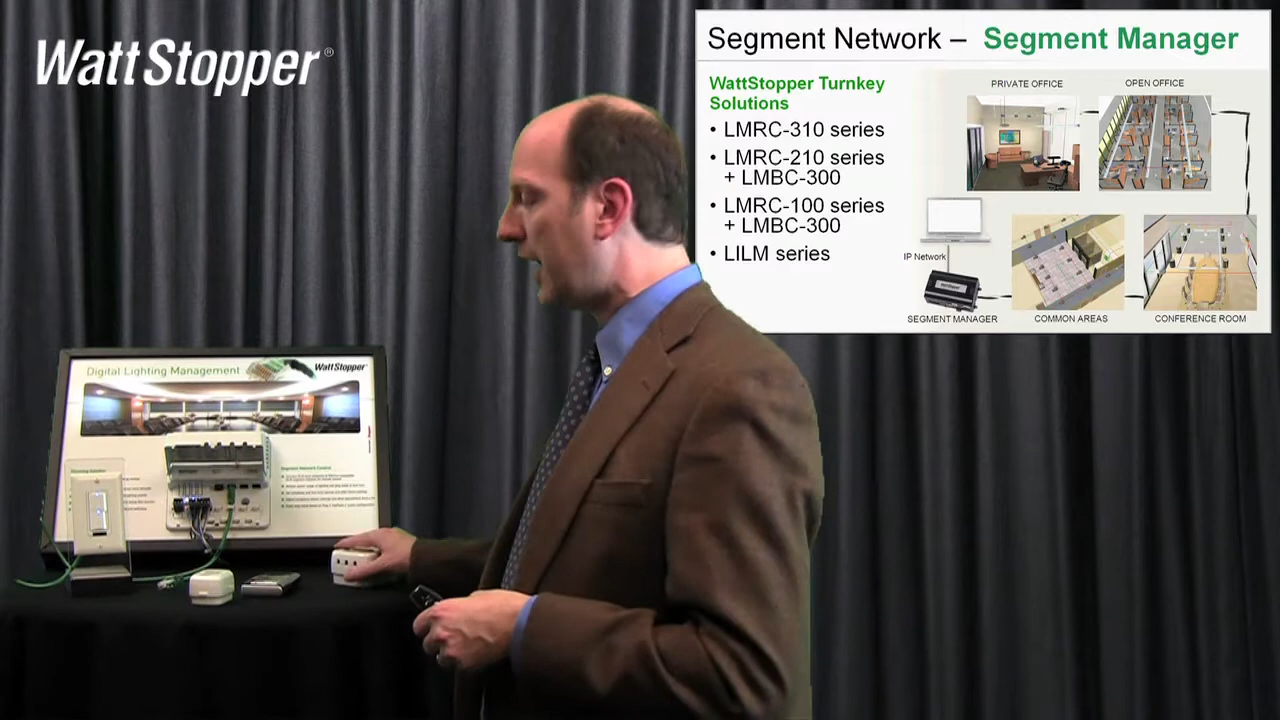 WattStopper®
Segment Network – Segment Manager
WattStopper Turnkey
Solutions
• LMRC-310 series
• LMRC-210 series
+ LMBC-300
• LMRC-100 series
+ LMBC-300
• LILM series
PRIVATE OFFICE
OPEN OFFICE
IP Network
SEGMENT MANAGER
COMMON AREAS
CONFERENCE ROOM
Digital Lighting Management
WattStopper
Segment Network Control